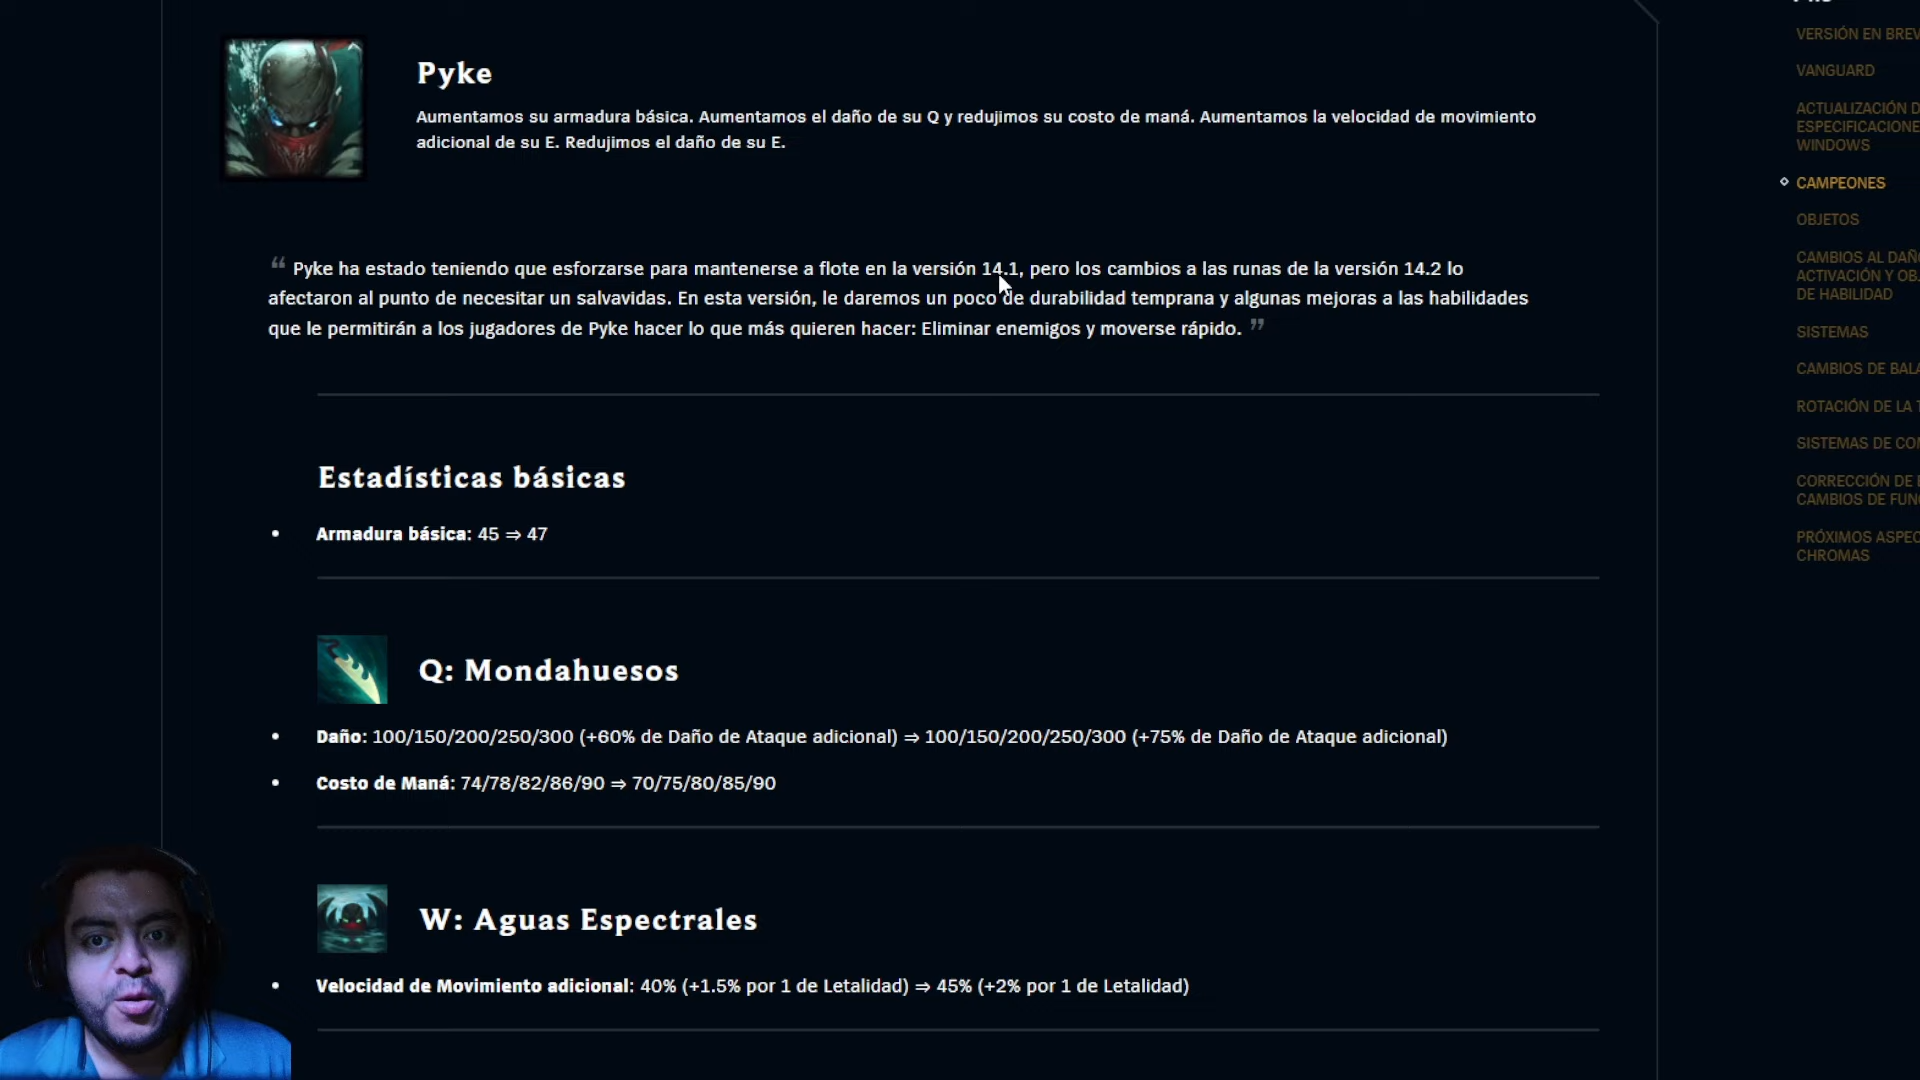 Pyke
Aumentamos su armadura básica. Aumentamos el daño de su Q y redujimos su costo de maná. Aumentamos la velocidad de movimiento
adicional de su E. Redujimos el daño de su E.
“ Pyke ha estado teniendo que esforzarse para mantenerse a flote en la versión 14.1, pero los cambios a las runas de la versión 14.2 lo
afectaron al punto de necesitar un salvavidas. En esta versión, le daremos un poco de durabilidad temprana y algunas mejoras a las habilidades
que le permitirán a los jugadores de Pyke hacer lo que más quieren hacer: Eliminar enemigos y moverse rápido. ”
Estadísticas básicas
• Armadura básica: 45 ⇒ 47
Q: Mondahuesos
• Daño: 100/150/200/250/300 (+60% de Daño de Ataque adicional) ⇒ 100/150/200/250/300 (+75% de Daño de Ataque adicional)
• Costo de Maná: 74/78/82/86/90 ⇒ 70/75/80/85/90
W: Aguas Espectrales
• Velocidad de Movimiento adicional: 40% (+1.5% por 1 de Letalidad) ⇒ 45% (+2% por 1 de Letalidad)
VERSIÓN EN BREV
VANGUARD
ACTUALIZACIÓN D
ESPECIFICACIONE
WINDOWS
CAMPEONES
OBJETOS
CAMBIOS AL DAÑ
ACTIVACIÓN Y OB
DE HABILIDAD
SISTEMAS
CAMBIOS DE BALA
ROTACIÓN DE LA T
SISTEMAS DE COM
CORRECCIÓN DE E
CAMBIOS DE FUN
PRÓXIMOS ASPEC
CHROMAS